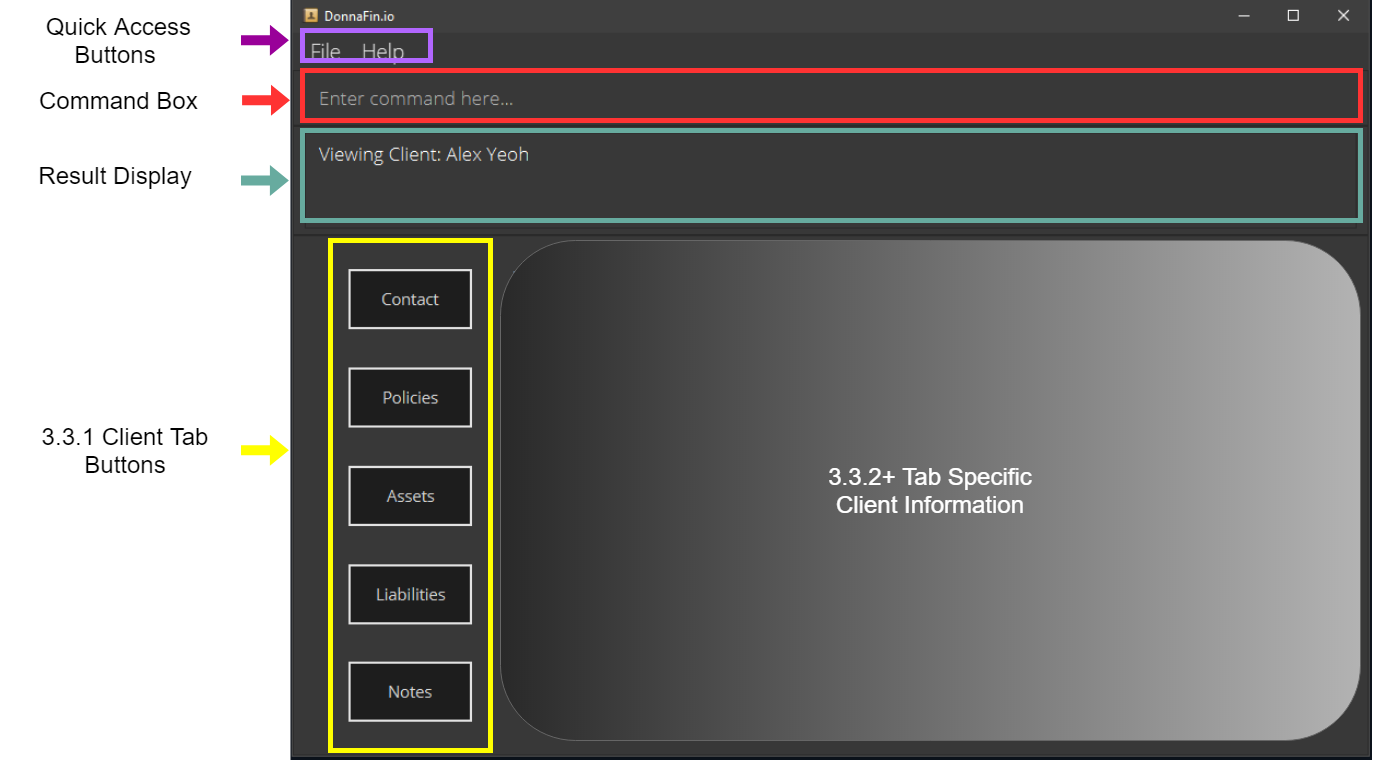 Quick Access
Buttons
Command Box
Result Display
3.3.1 Client Tab
Buttons
DonnaFin.io
File Help
Enter command here...
Viewing Client: Alex Yeoh
Contact
Policies
Assets
Liabilities
Notes
3.3.2+ Tab Specific
Client Information